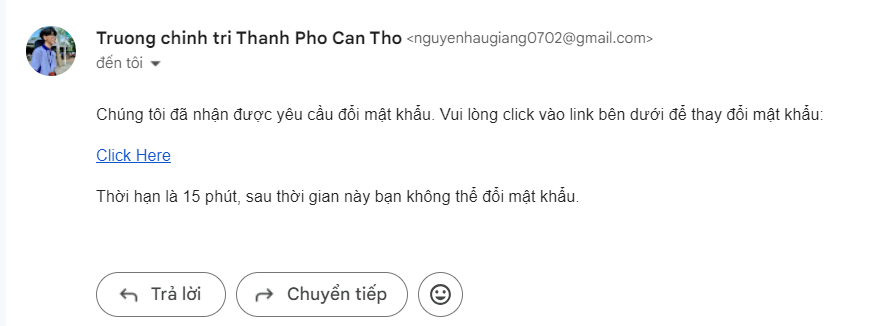 Truong chinh tri Thanh Pho Can Tho <nguyenhaugiang0702@gmail.com>
đến tôi
Chúng tôi đã nhận được yêu cầu đổi mật khẩu. Vui lòng click vào link bên dưới để thay đổi mật khẩu:
Click Here
Thời hạn là 15 phút, sau thời gian này bạn không thể đổi mật khẩu.
Trả lời Chuyển tiếp